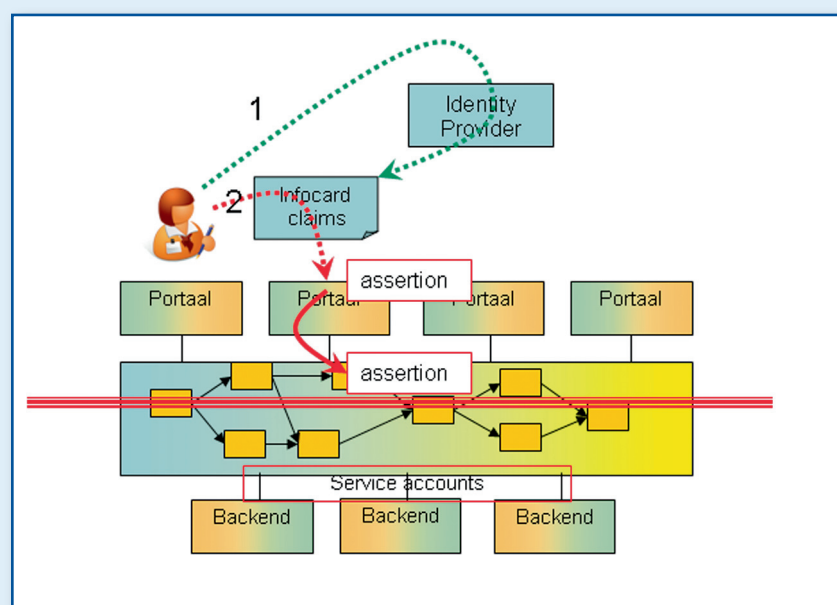 1
Identity
Provider
2
Infocard
claims
assertion
Portaal
Portaal
Portaal
Portaal
assertion
Service accounts
Backend
Backend
Backend